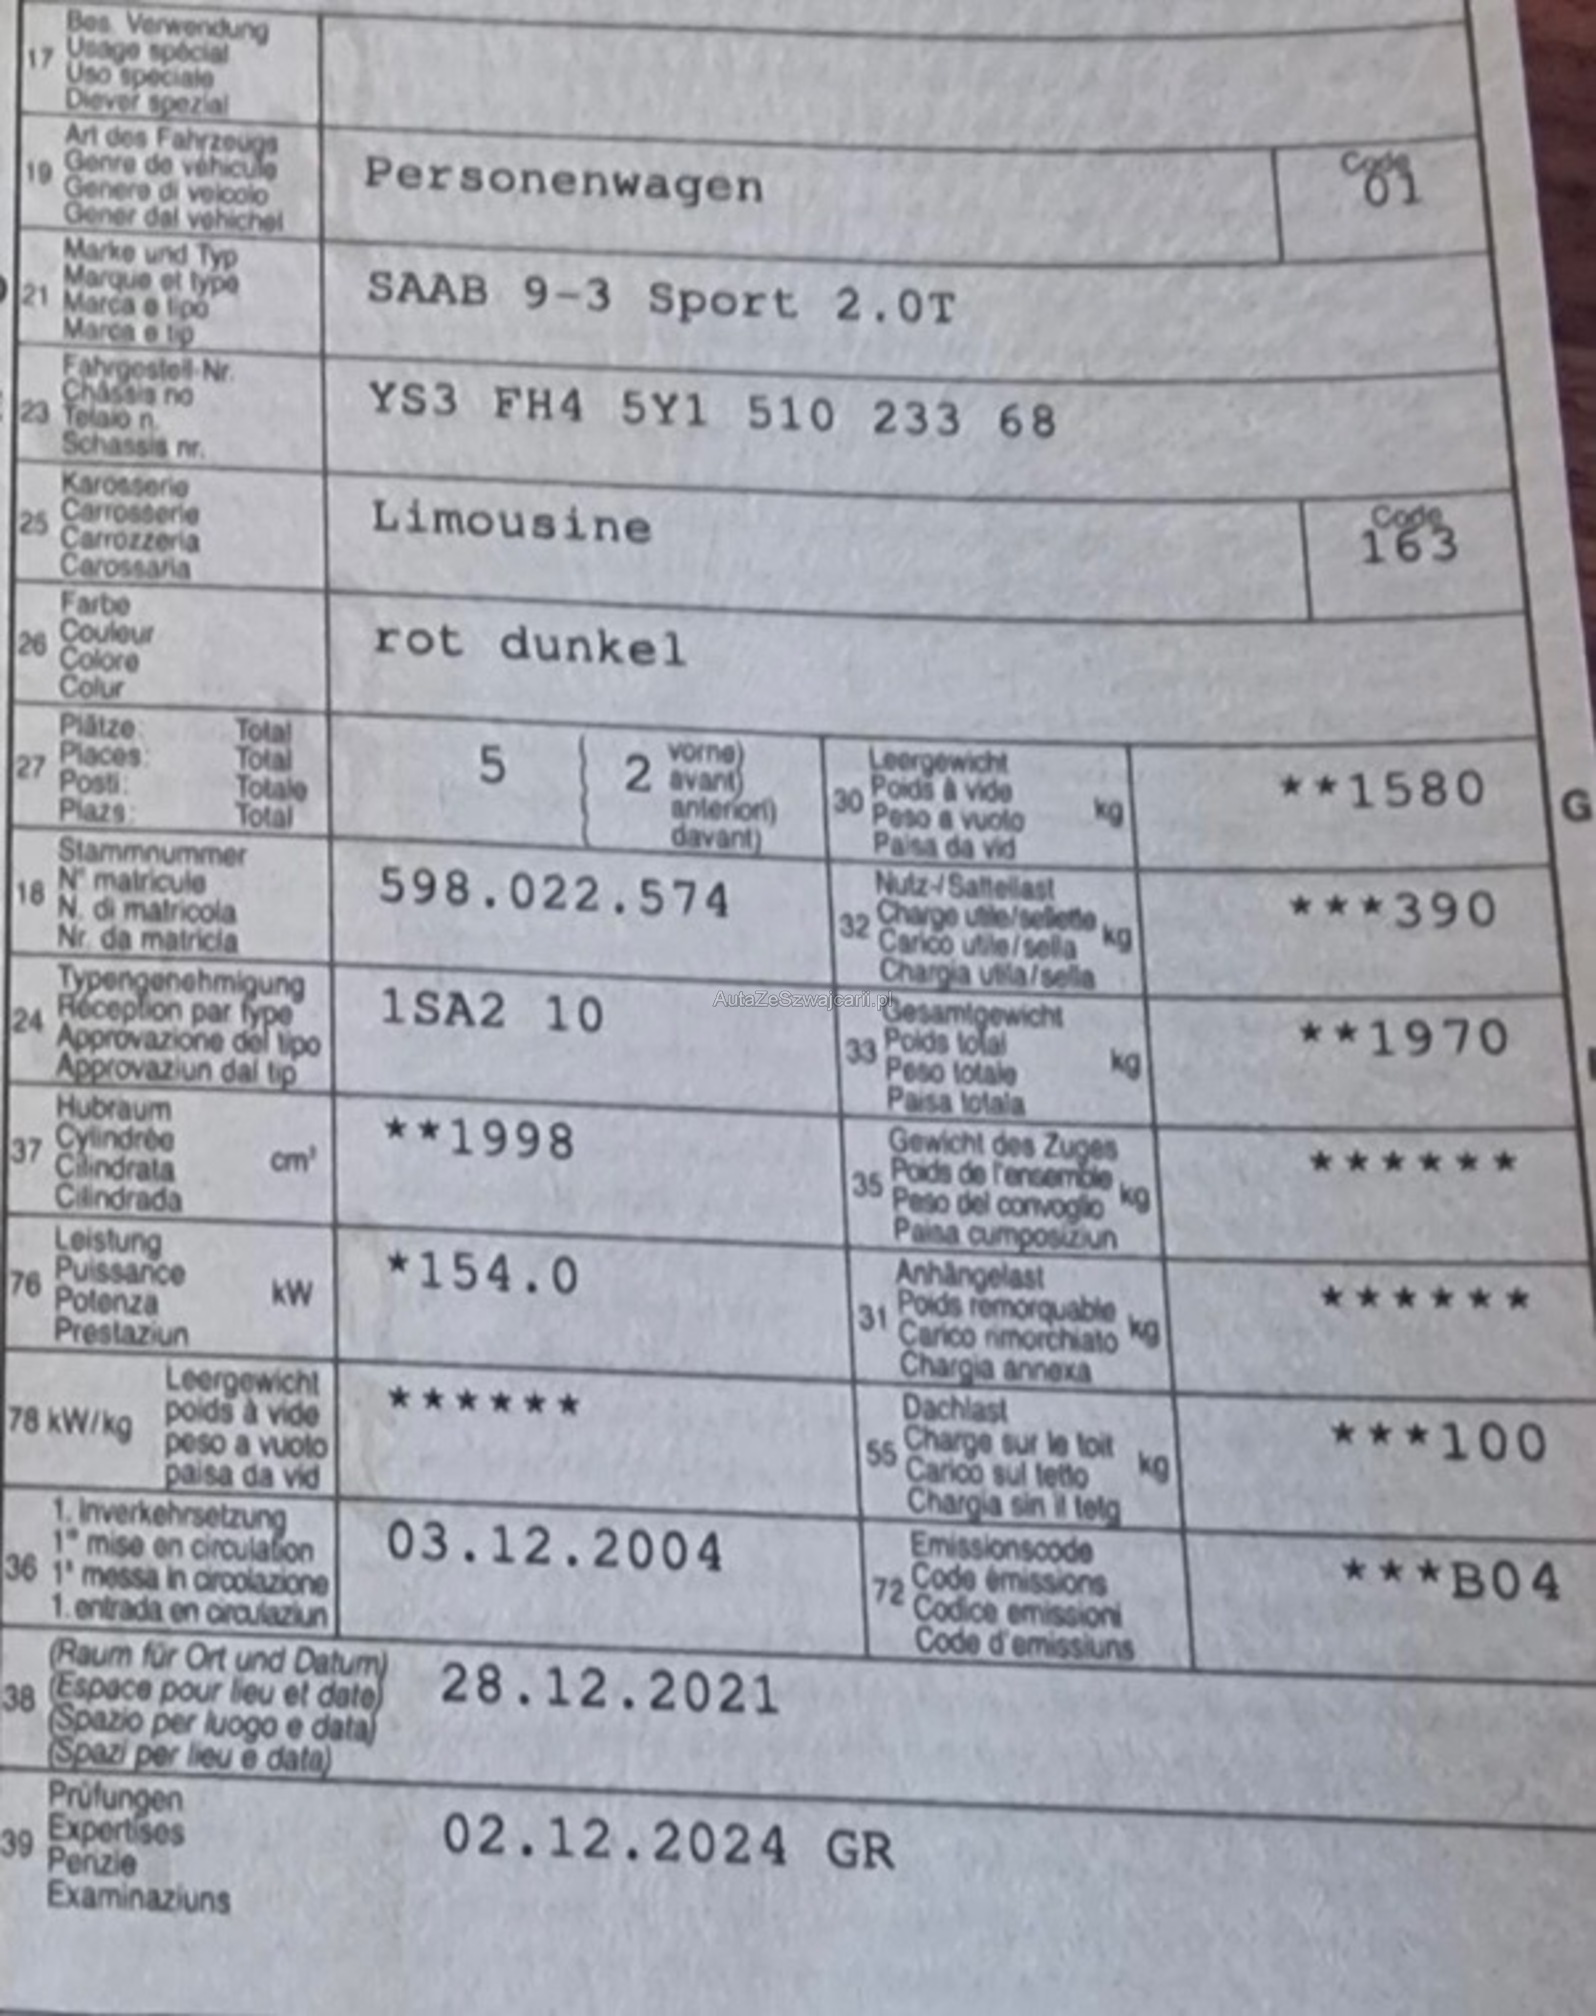 17
Bes. Verwendung
Usage spécial
Uso speciale
Diever spezial
19
Art des Fahrzeugs
Genre de véhicule
Genere di veicolo
Gener dal vehichel
Personenwagen
Code
01
21
Marke und Typ
Marque et type
Marca e tipo
Marca e tip
SAAB 9-3 Sport 2.0T
23
Fahrgestell-Nr.
Châssis no
Telaio n.
Schassis nr.
YS3 FH4 5Y1 510 233 68
25
Karosserie
Carrosserie
Carrozzeria
Carossaria
Limousine
Code
163
26
Farbe
Couleur
Colore
Colur
rot dunkel
27
Plätze: Total
Places: Total
Posti: Totale
Plazs: Total
5
2
vorne)
avant)
anteriori)
davant)
30
Leergewicht
Poids à vide
Peso a vuoto
Paisa da vid
kg
**1580
G
18
Stammnummer
N° matricule
N. di matricola
Nr. da matricla
598.022.574
32
Nutz-/Sattellast
Charge utile/sellette
Carico utile/sella
Chargia utila/sella
kg
***390
24
Typengenehmigung
Réception par type
Approvazione del tipo
Approvaziun dal tip
1SA2 10
AutaZeSzwajcarii.pl
33
Gesamtgewicht
Poids total
Peso totale
Paisa totala
kg
**1970
37
Hubraum
Cylindrée
Cilindrata
Cilindrada
cm³
**1998
35
Gewicht des Zuges
Poids de l'ensemble
Peso del convoglio
Paisa cumposiziun
kg
******
76
Leistung
Puissance
Potenza
Prestaziun
kW
*154.0
31
Anhängelast
Poids remorquable
Carico rimorchiato
Chargia annexa
kg
******
78 kW/kg
Leergewicht
poids à vide
peso a vuoto
paisa da vid
******
55
Dachlast
Charge sur le toit
Carico sul tetto
Chargia sin il tetg
kg
***100
36
1. Inverkehrsetzung
1re mise en circulation
1a messa in circolazione
1. entrada en circulaziun
03.12.2004
72
Emissionscode
Code émissions
Codice emissioni
Code d'emissiuns
***B04
38
(Raum für Ort und Datum)
(Espace pour lieu et date)
(Spazio per luogo e data)
(Spazi per lieu e data)
28.12.2021
39
Prüfungen
Expertises
Perizie
Examinaziuns
02.12.2024 GR